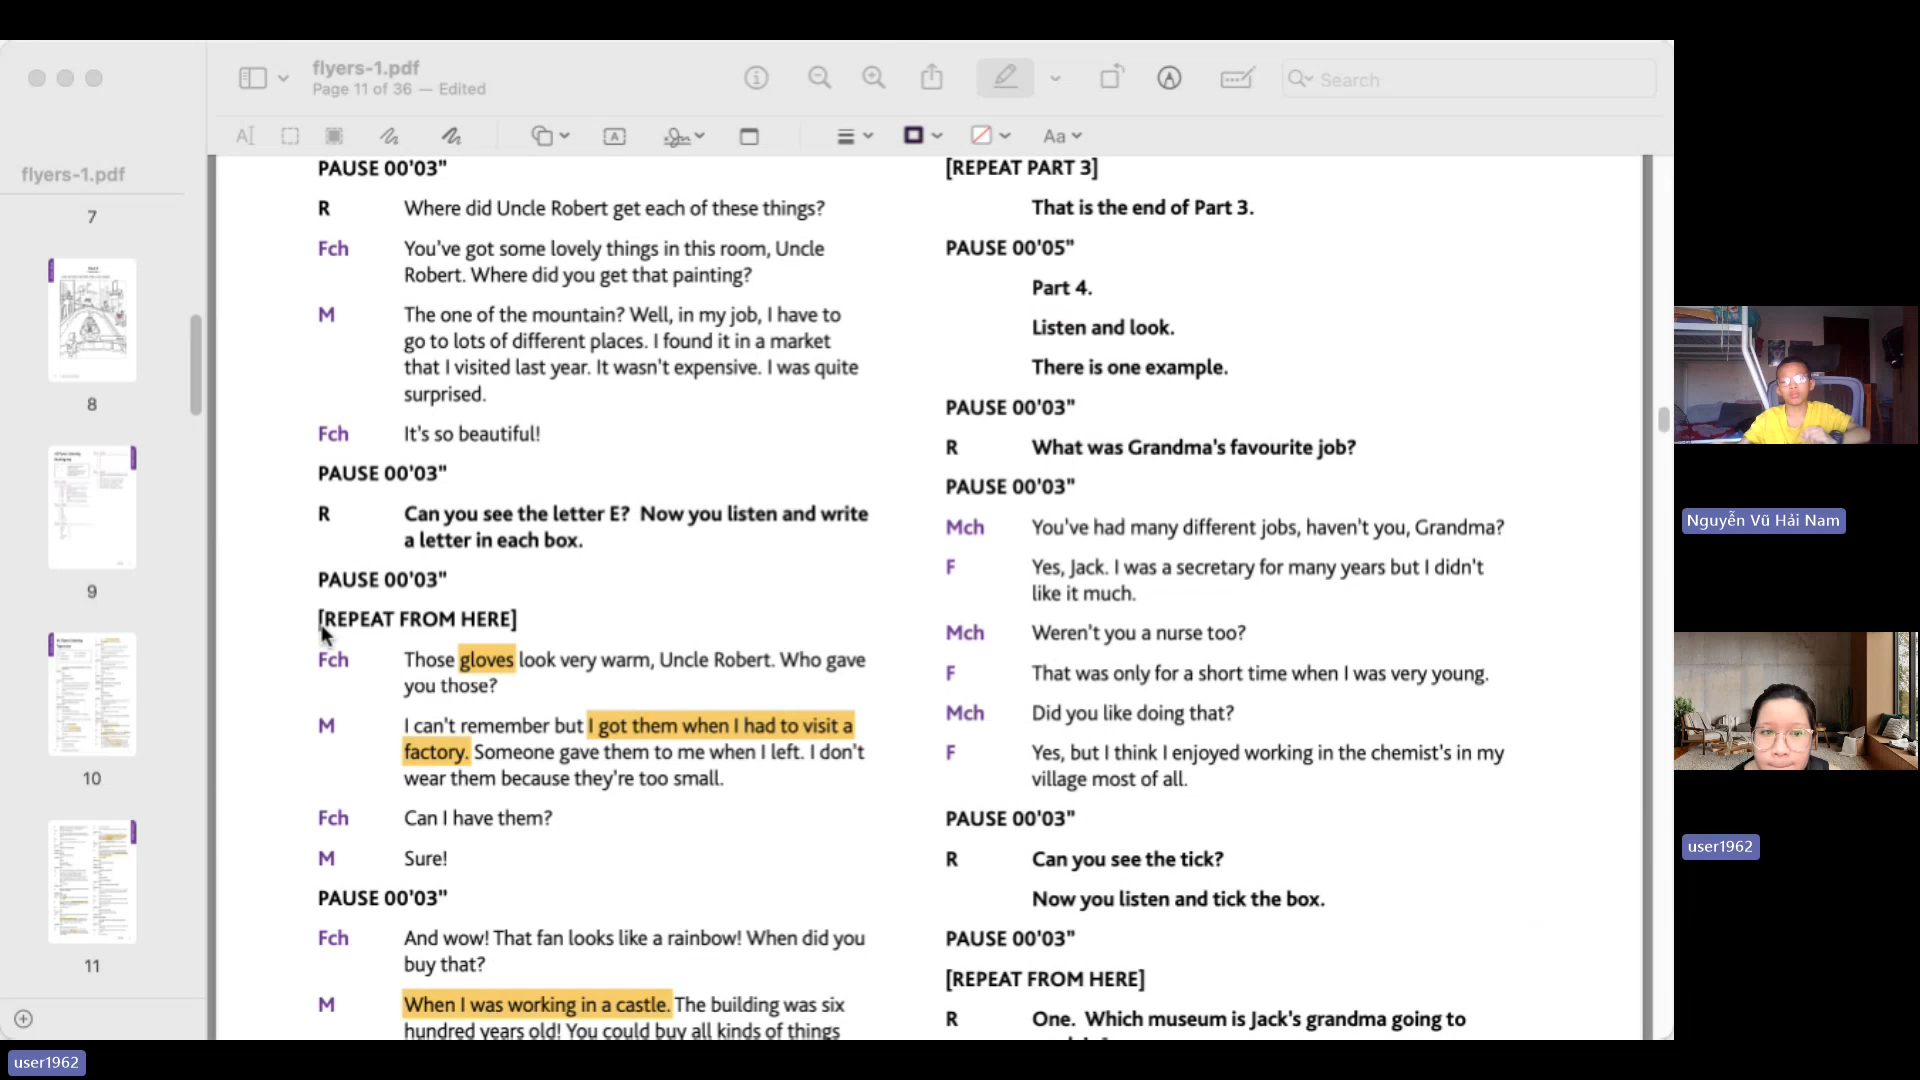 flyers-1.pdf
Page 11 of 36 — Edited
Search
Aa
flyers-1.pdf
7
8
9
10
11
PAUSE 00'03"
R Where did Uncle Robert get each of these things?
Fch You've got some lovely things in this room, Uncle
Robert. Where did you get that painting?
M The one of the mountain? Well, in my job, I have to
go to lots of different places. I found it in a market
that I visited last year. It wasn't expensive. I was quite
surprised.
Fch It's so beautiful!
PAUSE 00'03"
R Can you see the letter E? Now you listen and write
a letter in each box.
PAUSE 00'03"
[REPEAT FROM HERE]
Fch Those gloves look very warm, Uncle Robert. Who gave
you those?
M I can't remember but I got them when I had to visit a
factory. Someone gave them to me when I left. I don't
wear them because they're too small.
Fch Can I have them?
M Sure!
PAUSE 00'03"
Fch And wow! That fan looks like a rainbow! When did you
buy that?
M When I was working in a castle. The building was six
hundred years old! You could buy all kinds of things
[REPEAT PART 3]
That is the end of Part 3.
PAUSE 00'05"
Part 4.
Listen and look.
There is one example.
PAUSE 00'03"
R What was Grandma's favourite job?
PAUSE 00'03"
Mch You've had many different jobs, haven't you, Grandma?
F Yes, Jack. I was a secretary for many years but I didn't
like it much.
Mch Weren't you a nurse too?
F That was only for a short time when I was very young.
Mch Did you like doing that?
F Yes, but I think I enjoyed working in the chemist's in my
village most of all.
PAUSE 00'03"
R Can you see the tick?
Now you listen and tick the box.
PAUSE 00'03"
[REPEAT FROM HERE]
R One. Which museum is Jack's grandma going to
Nguyễn Vũ Hải Nam
user1962
user1962